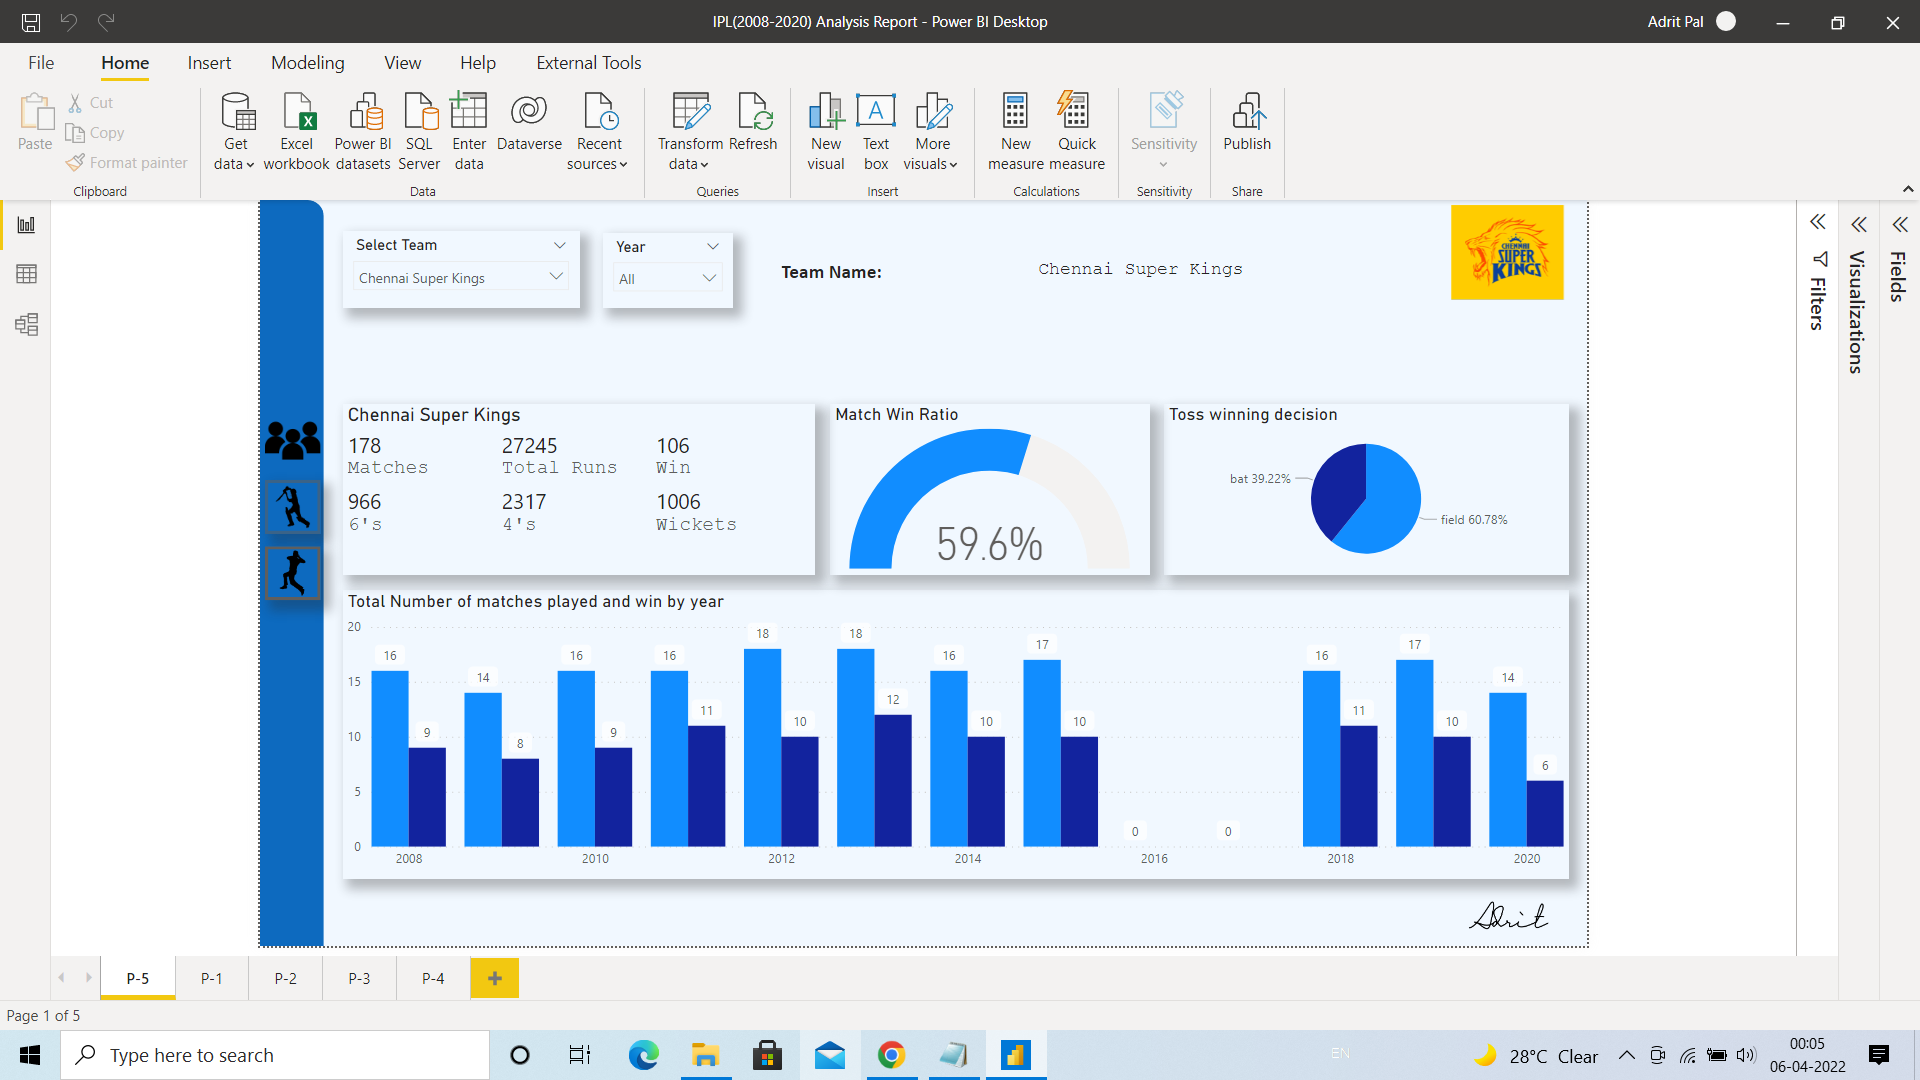 IPL(2008-2020) Analysis Report - Power BI Desktop
Adrit Pal
File Home Insert Modeling View Help External Tools
Paste
Cut
Copy
Format painter
Clipboard
Get data
Excel workbook
Power BI datasets
SQL Server
Enter data
Dataverse
Recent sources
Data
Transform data
Refresh
Queries
New visual
Text box
More visuals
Insert
New measure
Quick measure
Calculations
Sensitivity
Sensitivity
Publish
Share
Select Team
Chennai Super Kings
Year
All
Team Name:
Chennai Super Kings
CHENNAI
SUPER
KINGS
Filters
Visualizations
Fields
Chennai Super Kings
178 27245 106
Matches Total Runs Win
966 2317 1006
6's 4's Wickets
Match Win Ratio
59.6%
Toss winning decision
bat 39.22%
field 60.78%
Total Number of matches played and win by year
20
15
10
5
0
16 9
14 8
16 9
16 11
18 10
18 12
16 10
17 10
0
0
16 11
17 10
14 6
2008 2010 2012 2014 2016 2018 2020
Adrit
P-5 P-1 P-2 P-3 P-4
Page 1 of 5
Type here to search
EN
28°C Clear
00:05
06-04-2022